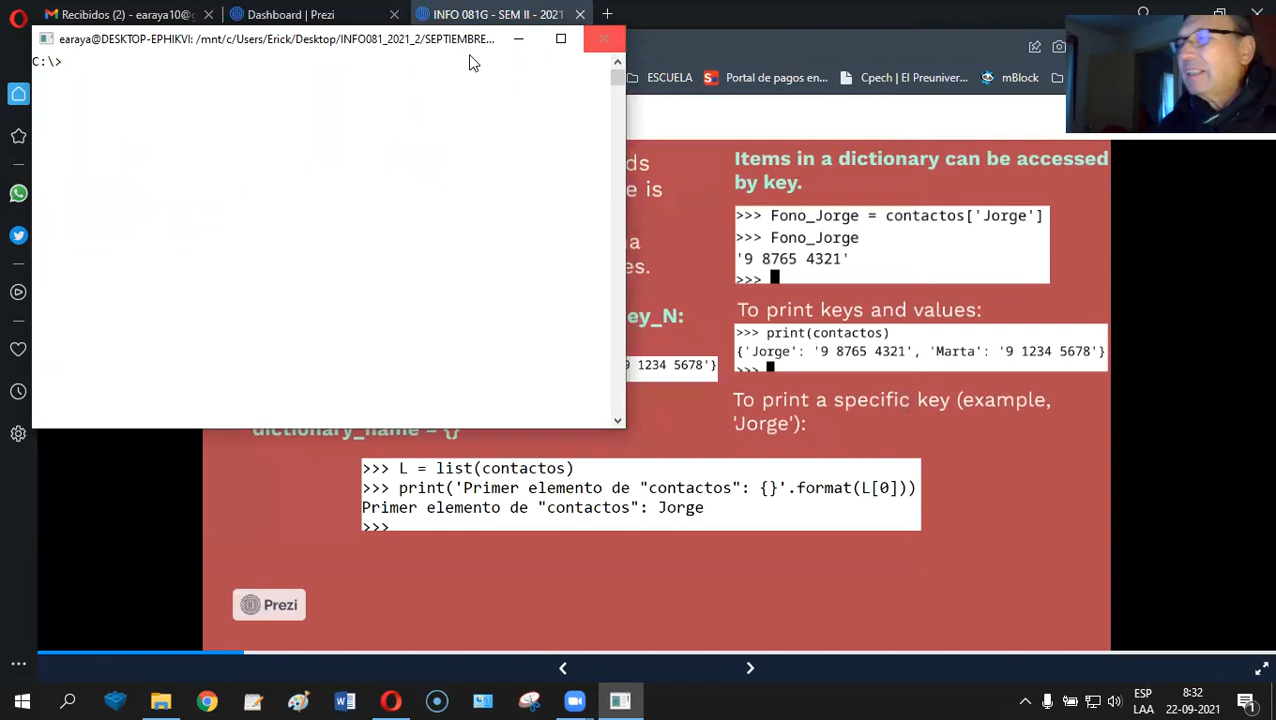 Recibidos (2) - earaya10@g
Dashboard | Prezi
INFO 081G - SEM II - 2021
earaya@DESKTOP-EPHIKVI: /mnt/c/Users/Erick/Desktop/INFO081_2021_2/SEPTIEMBRE...
C:\>
ESCUELA
Portal de pagos en...
Cpech | El Preuniver...
mBlock
ds
e is
a
es.
ey_N:
9 1234 5678'}
dictionary_name = {}
Items in a dictionary can be accessed
by key.
>>> Fono_Jorge = contactos['Jorge']
>>> Fono_Jorge
'9 8765 4321'
>>>
To print keys and values:
>>> print(contactos)
{'Jorge': '9 8765 4321', 'Marta': '9 1234 5678'}
>>>
To print a specific key (example,
'Jorge'):
>>> L = list(contactos)
>>> print('Primer elemento de "contactos": {}'.format(L[0]))
Primer elemento de "contactos": Jorge
>>>
Prezi
ESP
LAA
8:32
22-09-2021
1